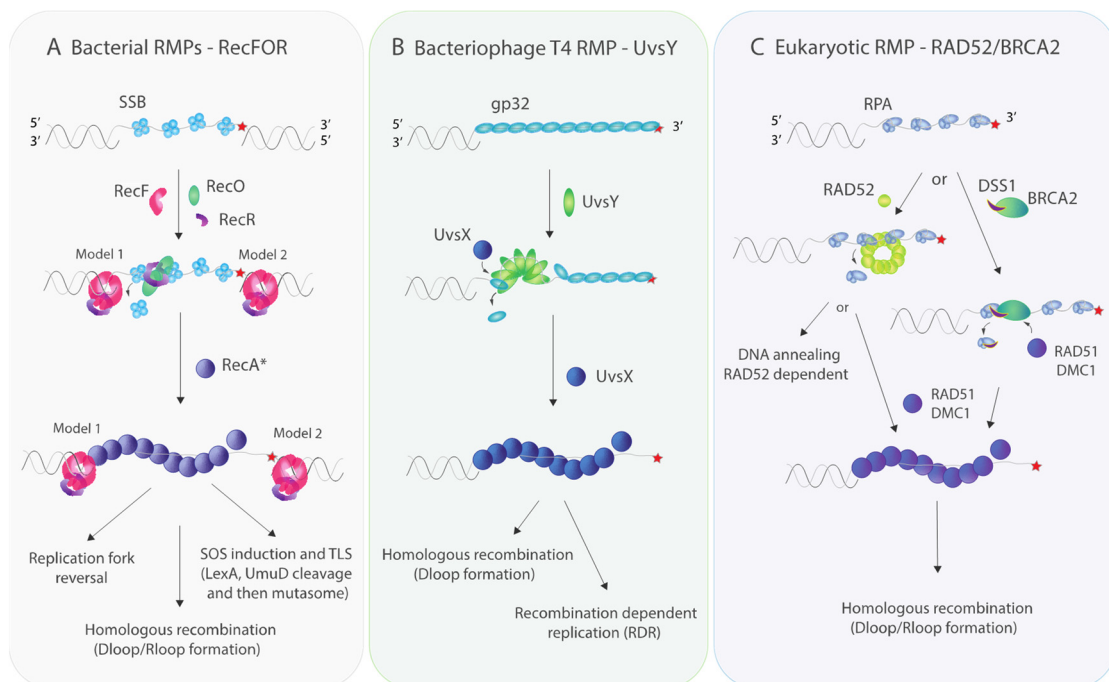 A Bacterial RMPs - RecFOR
SSB
5’
3’
3’
5’
RecF
RecO
RecR
Model 1
Model 2
RecA*
Model 1
Model 2
Replication fork
reversal
SOS induction and TLS
(LexA, UmuD cleavage
and then mutasome)
Homologous recombination
(Dloop/Rloop formation)
B Bacteriophage T4 RMP - UvsY
gp32
5’
3’
3’
UvsY
UvsX
UvsX
Homologous recombination
(Dloop formation)
Recombination dependent
replication (RDR)
C Eukaryotic RMP - RAD52/BRCA2
RPA
5’
3’
3’
or
RAD52
DSS1
BRCA2
or
DNA annealing
RAD52 dependent
RAD51
DMC1
RAD51
DMC1
Homologous recombination
(Dloop/Rloop formation)